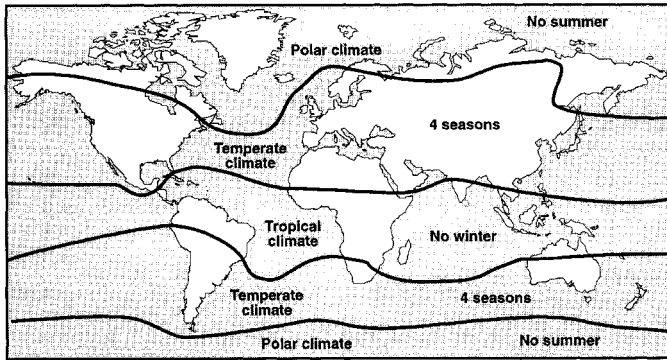 No summer
Polar climate
4 seasons
Temperate
climate
Tropical
climate
No winter
Temperate
climate
4 seasons
Polar climate
No summer